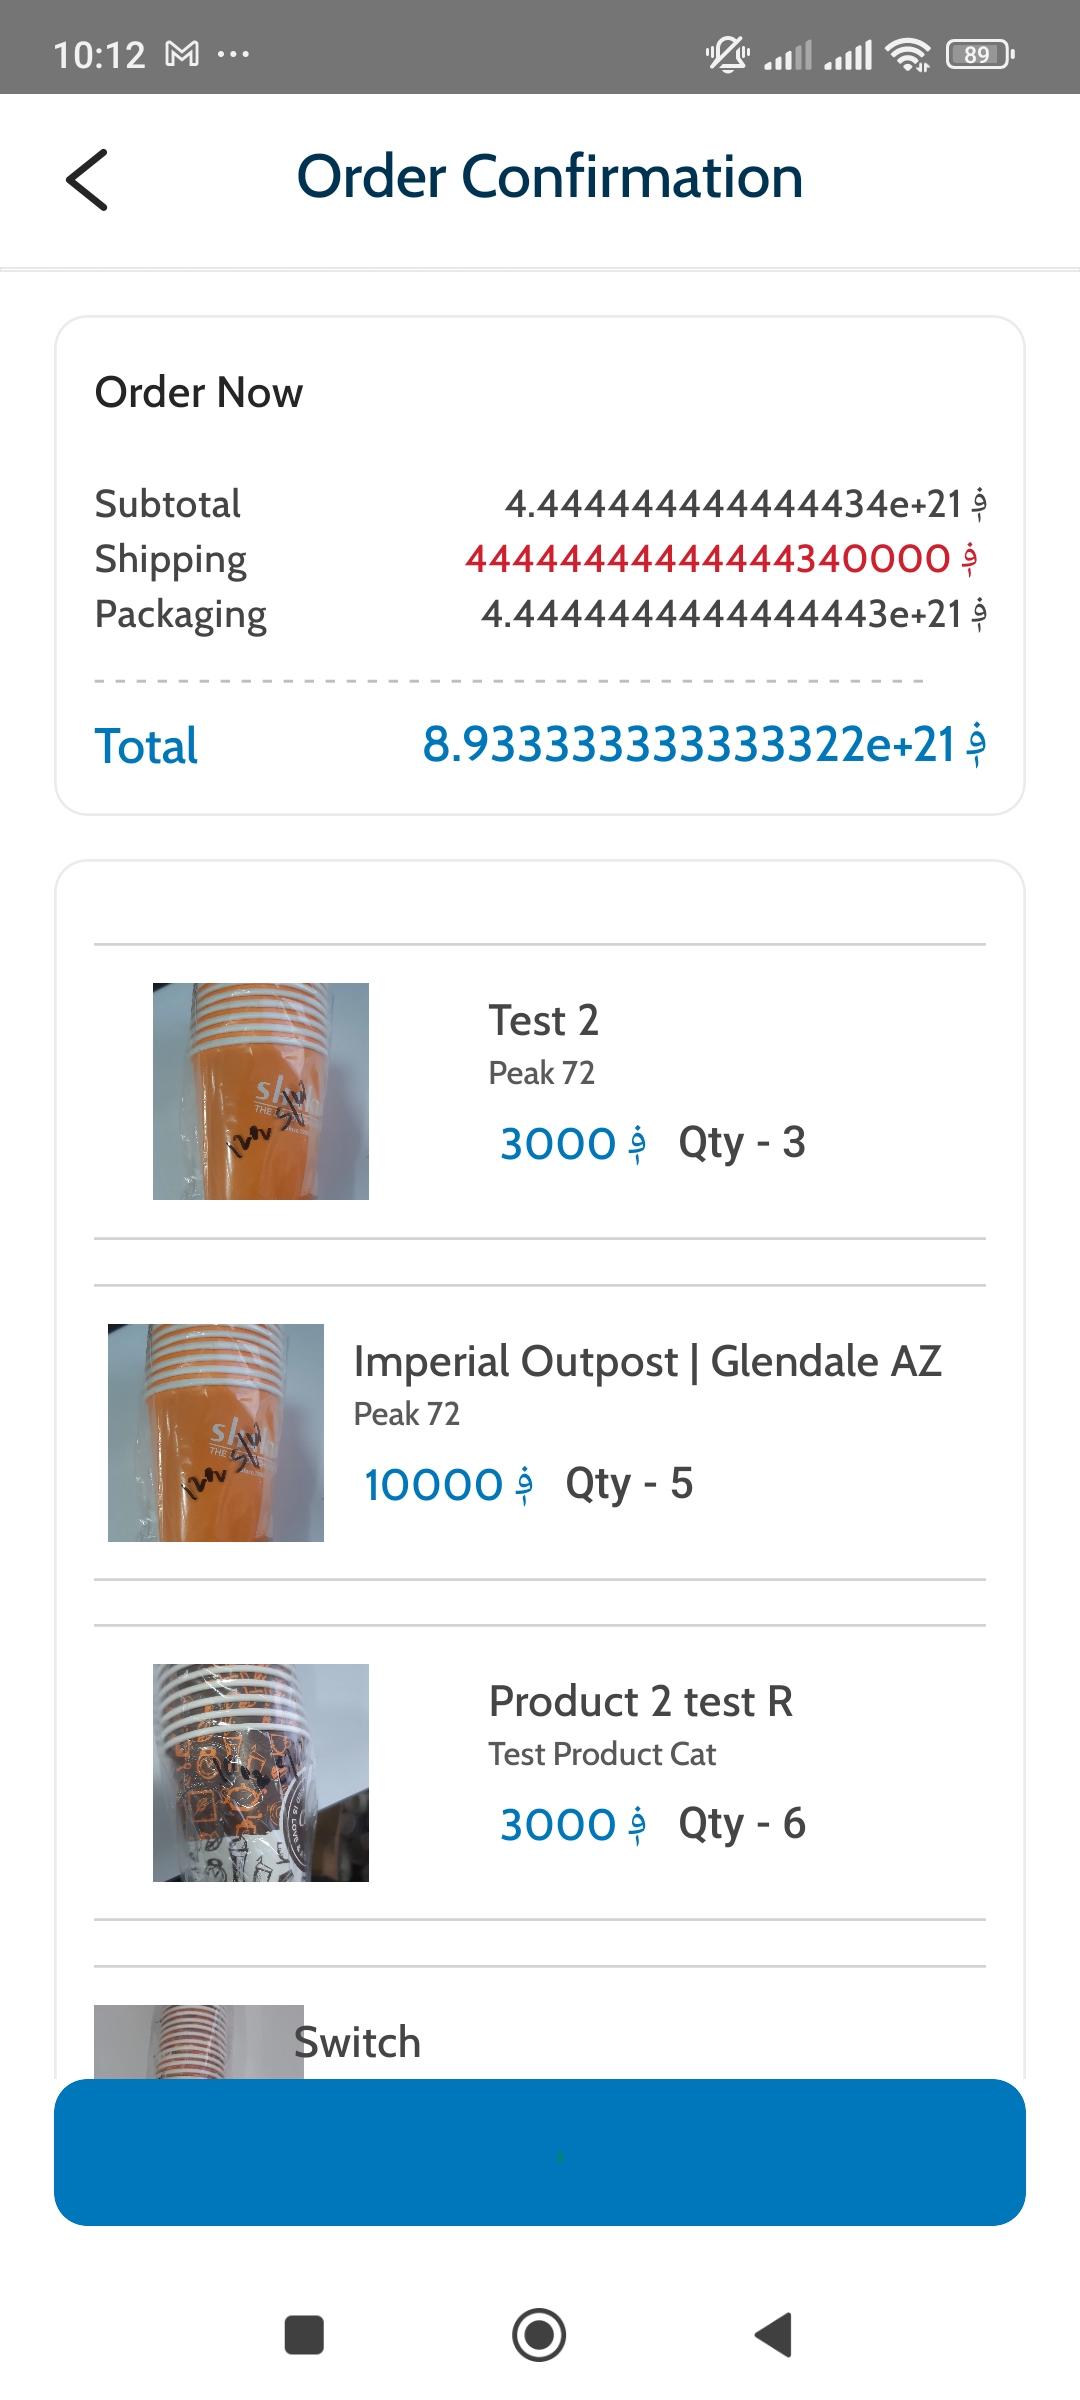 10:12
89
Order Confirmation
Order Now
Subtotal 4.44444444444434e+21 ؋
Shipping 44444444444444340000 ؋
Packaging 4.444444444444443e+21 ؋
Total 8.933333333333322e+21 ؋
Test 2
Peak 72
3000 ؋ Qty - 3
Imperial Outpost | Glendale AZ
Peak 72
10000 ؋ Qty - 5
Product 2 test R
Test Product Cat
3000 ؋ Qty - 6
Switch